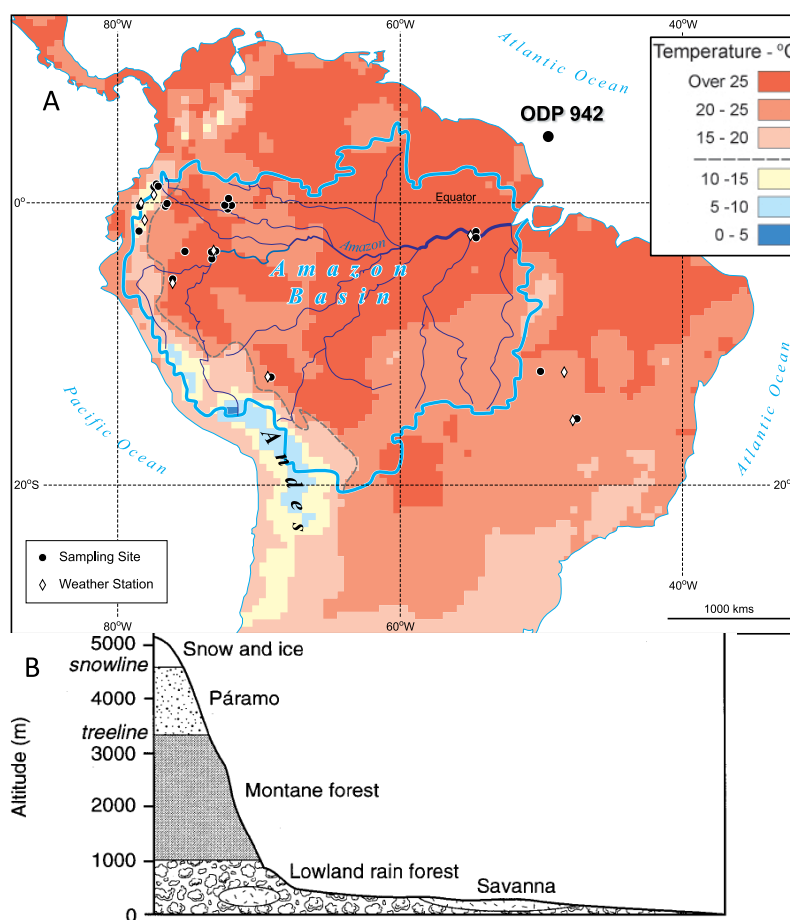 80°W
60°W
40°W
Atlantic Ocean
A
ODP 942
Temperature - °C
Over 25
20 - 25
15 - 20
10 -15
5 -10
0 - 5
0°
Equator
Amazon
Amazon
Basin
Pacific Ocean
Andes
Atlantic Ocean
20°S
20°
Sampling Site
Weather Station
80°W
60°W
40°W
1000 kms
B
Altitude (m)
5000
snowline
4000
treeline
3000
2000
1000
0
Snow and ice
Páramo
Montane forest
Lowland rain forest
Savanna